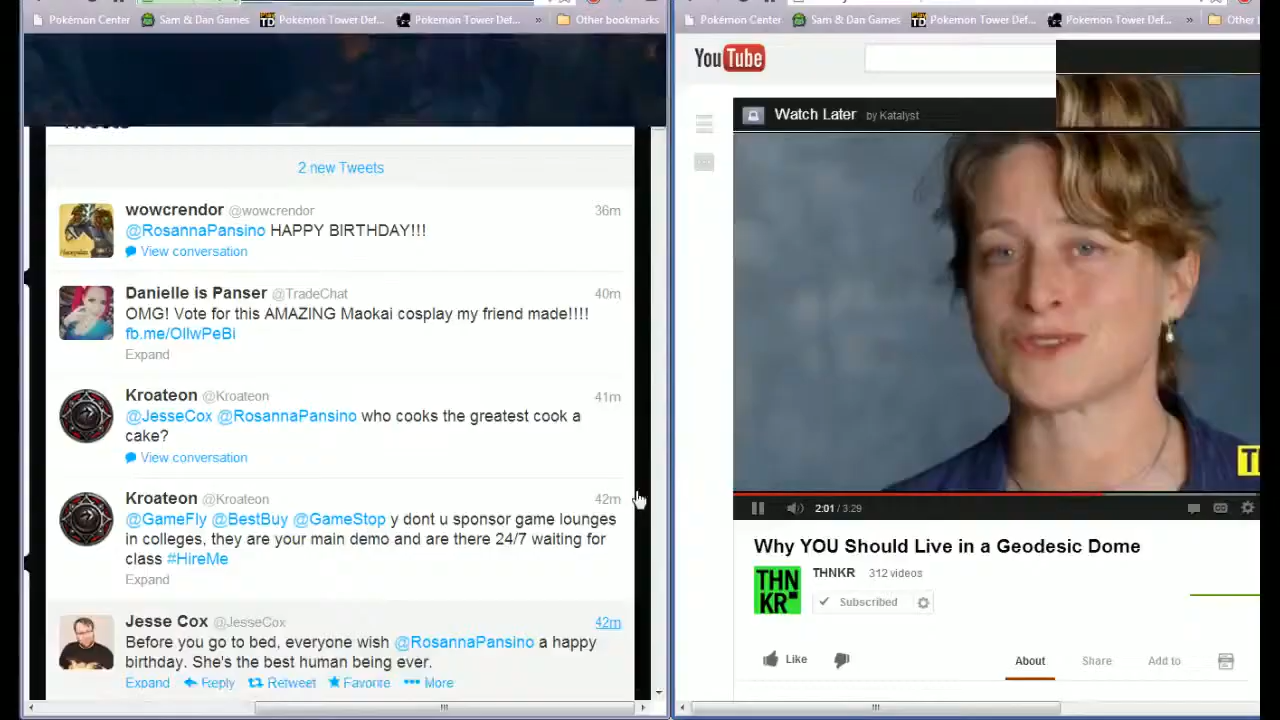 Pokémon Center Sam & Dan Games Pokemon Tower Def... Pokemon Tower Def... » Other bookmarks
2 new Tweets
wowcrendor @wowcrendor 36m
@RosannaPansino HAPPY BIRTHDAY!!!
View conversation
Danielle is Panser @TradeChat 40m
OMG! Vote for this AMAZING Maokai cosplay my friend made!!!!
fb.me/OllwPeBi
Expand
Kroateon @Kroateon 41m
@JesseCox @RosannaPansino who cooks the greatest cook a
cake?
View conversation
Kroateon @Kroateon 42m
@GameFly @BestBuy @GameStop y dont u sponsor game lounges
in colleges, they are your main demo and are there 24/7 waiting for
class #HireMe
Expand
Jesse Cox @JesseCox 42m
Before you go to bed, everyone wish @RosannaPansino a happy
birthday. She's the best human being ever.
Expand Reply Retweet Favorite ••• More
Pokémon Center Sam & Dan Games Pokemon Tower Def... Pokemon Tower Def... » Other
YouTube
Watch Later by Katalyst
2:01 / 3:29
Why YOU Should Live in a Geodesic Dome
THNKR
THNKR 312 videos
✓ Subscribed
Like
About Share Add to